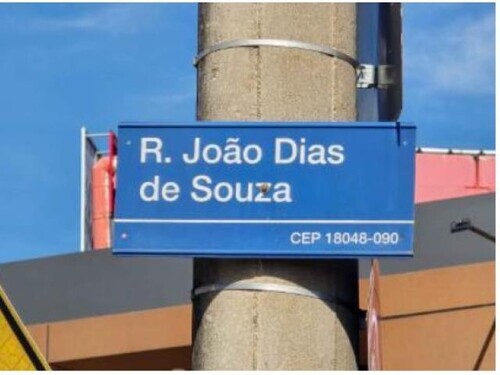 R. João Dias
de Souza
CEP 18048-090